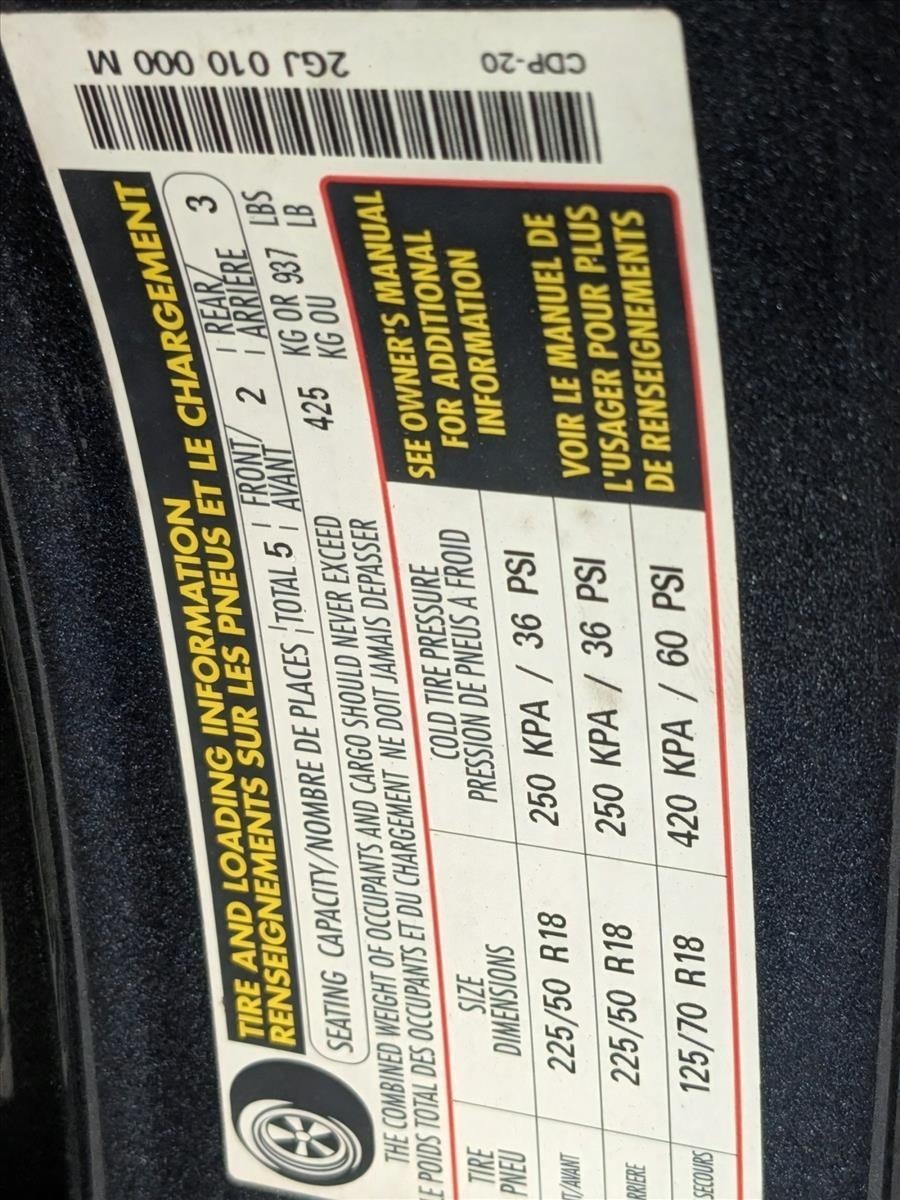 TIRE AND LOADING INFORMATION
RENSEIGNEMENTS SUR LES PNEUS ET LE CHARGEMENT
SEATING CAPACITY/NOMBRE DE PLACES | TOTAL 5 | FRONT/AVANT 2 | REAR/ARRIÈRE 3
THE COMBINED WEIGHT OF OCCUPANTS AND CARGO SHOULD NEVER EXCEED 425 KG OR 937 LBS
LE POIDS TOTAL DES OCCUPANTS ET DU CHARGEMENT NE DOIT JAMAIS DEPASSER KG OU LB
TIRE
PNEU
SIZE
DIMENSIONS
COLD TIRE PRESSURE
PRESSION DE PNEUS A FROID
T/AVANT 225/50 R18 250 KPA / 36 PSI
RRIERE 225/50 R18 250 KPA / 36 PSI
SECOURS 125/70 R18 420 KPA / 60 PSI
SEE OWNER'S MANUAL
FOR ADDITIONAL
INFORMATION
VOIR LE MANUEL DE
L'USAGER POUR PLUS
DE RENSEIGNEMENTS
2GJ 010 000 M
CDP-20